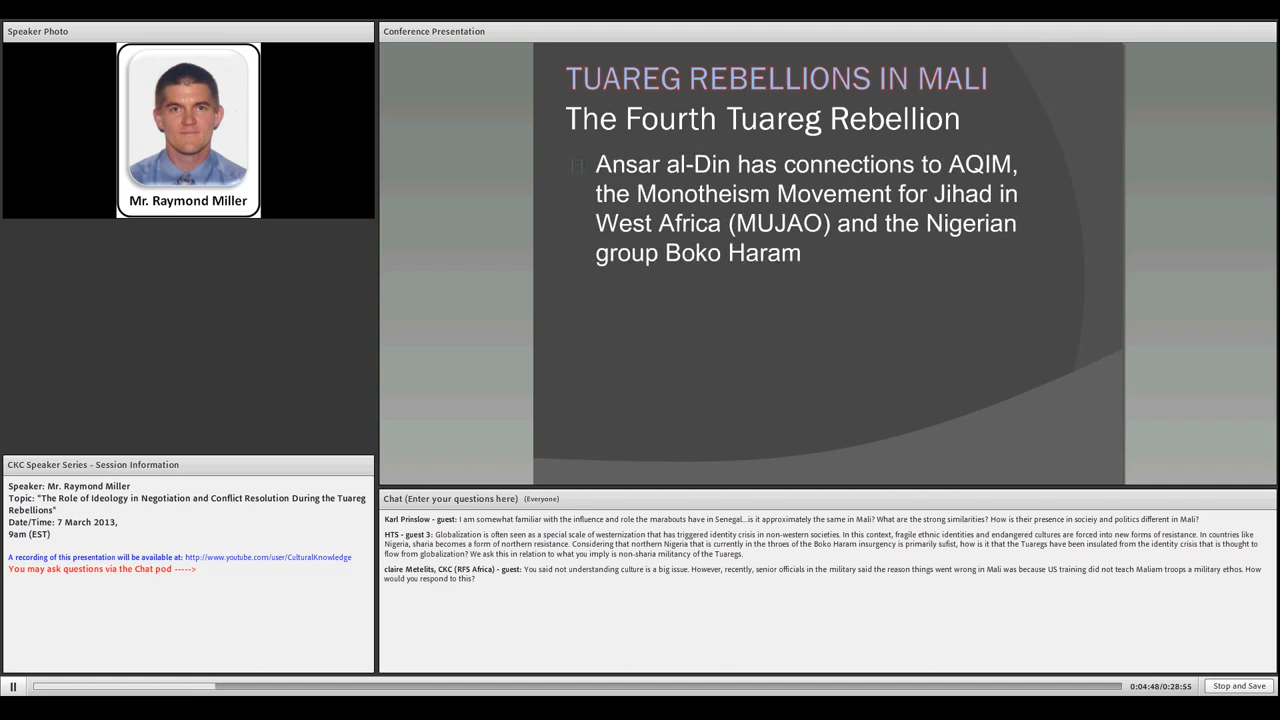 Speaker Photo
Mr. Raymond Miller
CKC Speaker Series - Session Information
Speaker: Mr. Raymond Miller
Topic: "The Role of Ideology in Negotiation and Conflict Resolution During the Tuareg
Rebellions"
Date/Time: 7 March 2013,
9am (EST)
A recording of this presentation will be available at: http://www.youtube.com/user/CulturalKnowledge
You may ask questions via the Chat pod ----->
Conference Presentation
TUAREG REBELLIONS IN MALI
The Fourth Tuareg Rebellion
Ansar al-Din has connections to AQIM,
the Monotheism Movement for Jihad in
West Africa (MUJAO) and the Nigerian
group Boko Haram
Chat (Enter your questions here) (Everyone)
Karl Prinslow - guest: I am somewhat familiar with the influence and role the marabouts have in Senegal...is it approximately the same in Mali? What are the strong similarities? How is their presence in socieiy and politics different in Mali?
HTS - guest 3: Globalization is often seen as a special scale of westernization that has triggered identity crisis in non-western societies. In this context, fragile ethnic identities and endangered cultures are forced into new forms of resistance. In countries like
Nigeria, sharia becomes a form of northern resistance. Considering that northern Nigeria that is currently in the throes of the Boko Haram insurgency is primarily sufist, how is it that the Tuaregs have been insulated from the identity crisis that is thought to
flow from globalization? We ask this in relation to what you imply is non-sharia militancy of the Tuaregs.
claire Metelits, CKC (RFS Africa) - guest: You said not understanding culture is a big issue. However, recently, senior officials in the military said the reason things went wrong in Mali was because US training did not teach Maliam troops a military ethos. How
would you respond to this?
0:04:48/0:28:55
Stop and Save